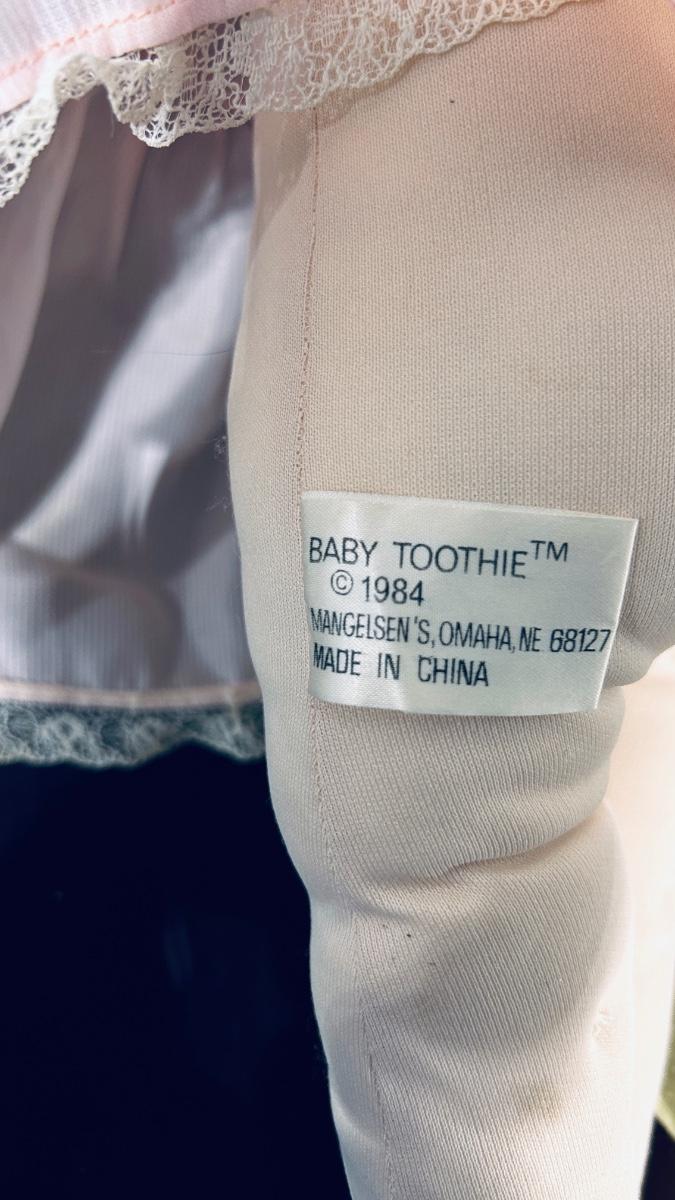 BABY TOOTHIE™
© 1984
MANGELSEN'S, OMAHA, NE 68127
MADE IN CHINA